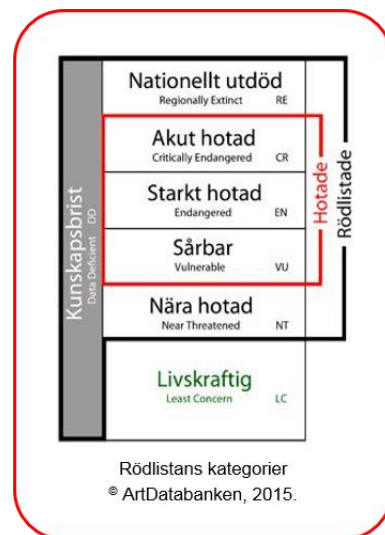 Nationellt utdöd
Regionally Extinct RE
Akut hotad
Critically Endangered CR
Starkt hotad
Endangered EN
Sårbar
Vulnerable VU
Nära hotad
Near Threatened NT
Livskraftig
Least Concern LC
Kunskapsbrist
Data Deficient DD
Hotade
Rödlistade
Rödlistans kategorier
© ArtDatabanken, 2015.